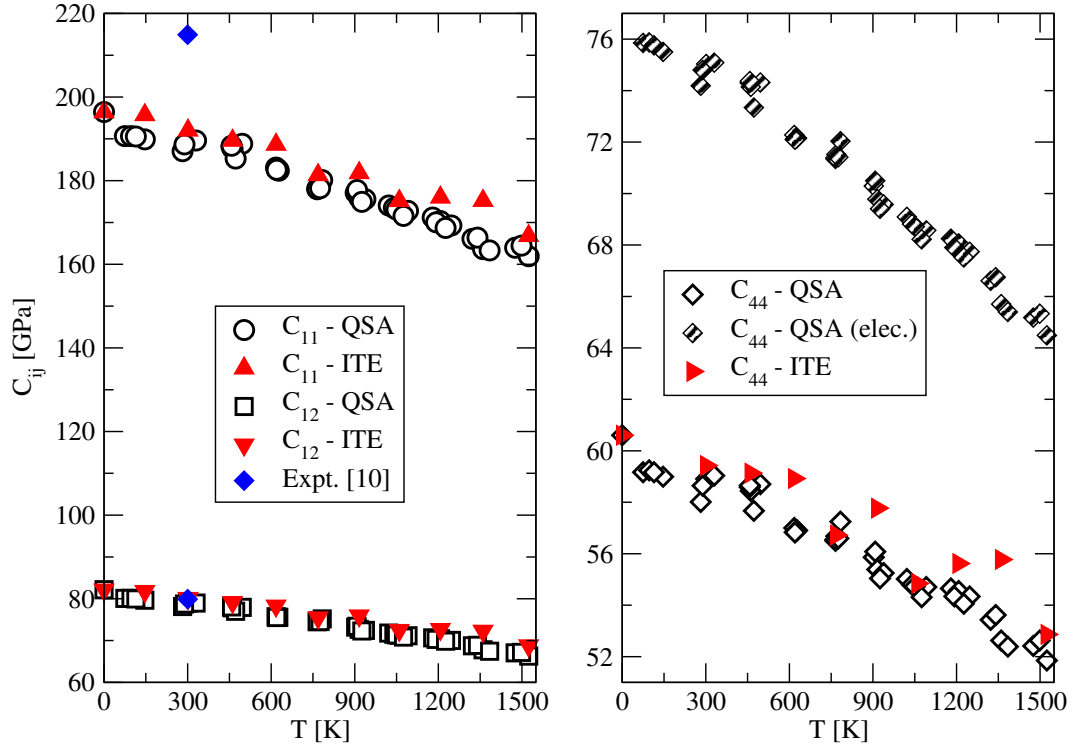 220
200
180
160
140
120
100
80
60
C_ij [GPa]
0
300
600
900
1200
1500
T [K]
C_11 - QSA
C_11 - ITE
C_12 - QSA
C_12 - ITE
Expt. [10]
76
72
68
64
60
56
51
0
300
600
900
1200
1500
T [K]
C_44 - QSA
C_44 - QSA (elec.)
C_44 - ITE